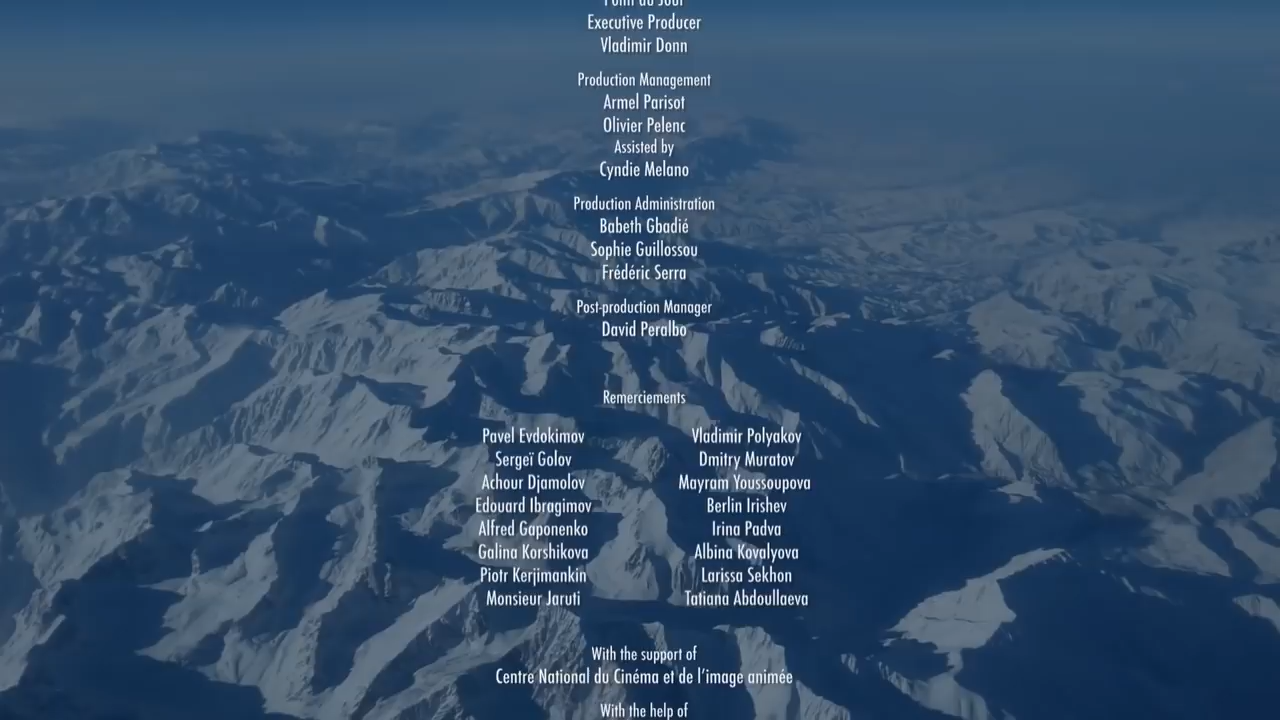 Point du Jour
Executive Producer
Vladimir Donn
Production Management
Armel Parisot
Olivier Pelenc
Assisted by
Cyndie Melano
Production Administration
Babeth Gbadié
Sophie Guillossou
Frédéric Serra
Post-production Manager
David Peralbo
Remerciements
Pavel Evdokimov
Sergeï Golov
Achour Djamolov
Edouard Ibragimov
Alfred Gaponenko
Galina Korshikova
Piotr Kerjimankin
Monsieur Jaruti
Vladimir Polyakov
Dmitry Muratov
Mayram Youssoupova
Berlin Irishev
Irina Padva
Albina Kovalyova
Larissa Sekhon
Tatiana Abdoullaeva
With the support of
Centre National du Cinéma et de l'image animée
With the help of